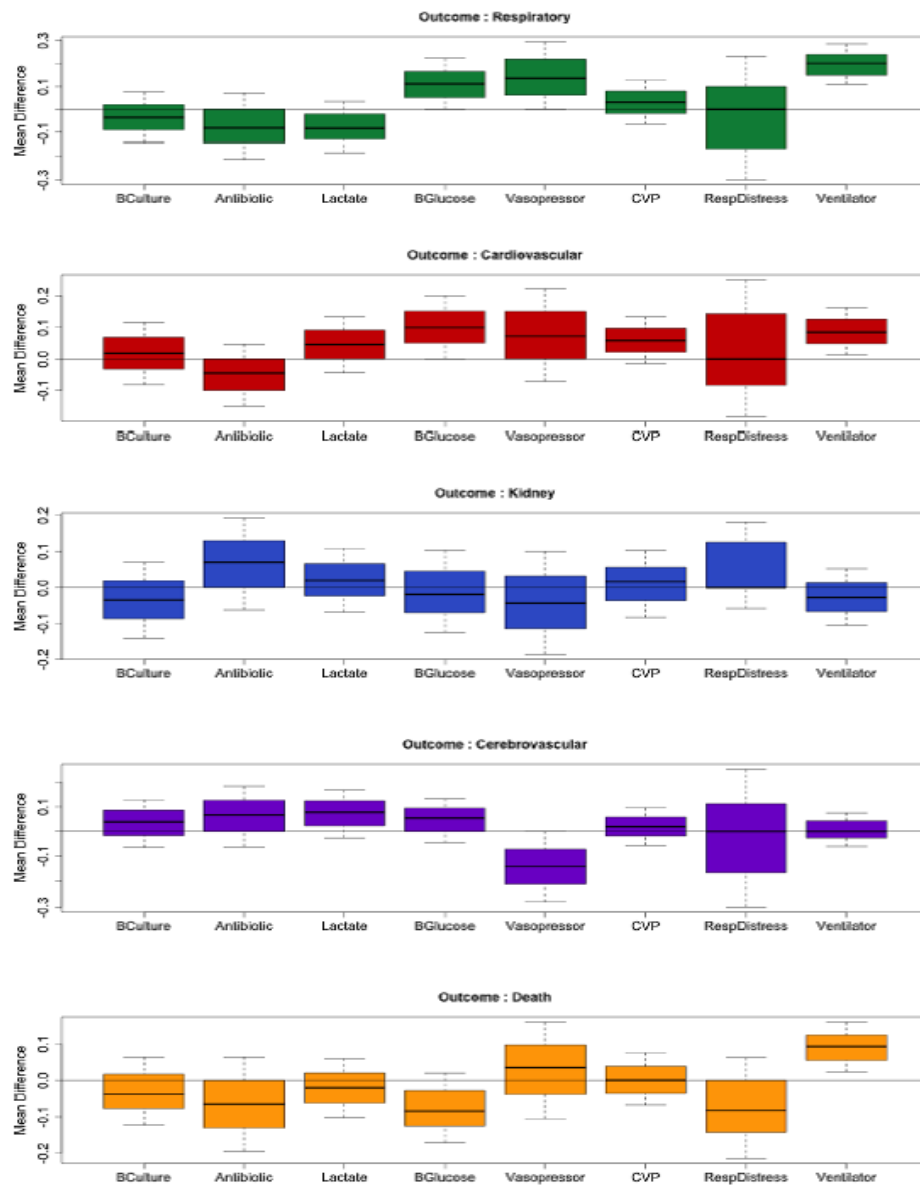 Outcome : Respiratory
Mean Difference
0.3
0.1
-0.1
-0.3
BCulture Antibiotic Lactate BGlucose Vasopressor CVP RespDistress Ventilator
Outcome : Cardiovascular
Mean Difference
0.2
0.1
0.0
-0.1
BCulture Antibiotic Lactate BGlucose Vasopressor CVP RespDistress Ventilator
Outcome : Kidney
Mean Difference
0.2
0.1
0.0
-0.1
-0.2
BCulture Antibiotic Lactate BGlucose Vasopressor CVP RespDistress Ventilator
Outcome : Cerebrovascular
Mean Difference
0.1
-0.1
-0.3
BCulture Antibiotic Lactate BGlucose Vasopressor CVP RespDistress Ventilator
Outcome : Death
Mean Difference
0.1
0.0
-0.1
-0.2
BCulture Antibiotic Lactate BGlucose Vasopressor CVP RespDistress Ventilator